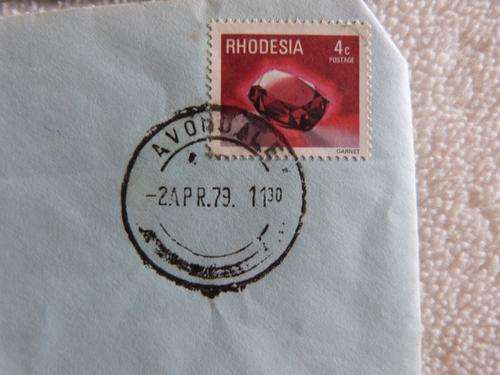 RHODESIA 4c
POSTAGE
GARNET
AVONDALE
-2APR.79. 1130